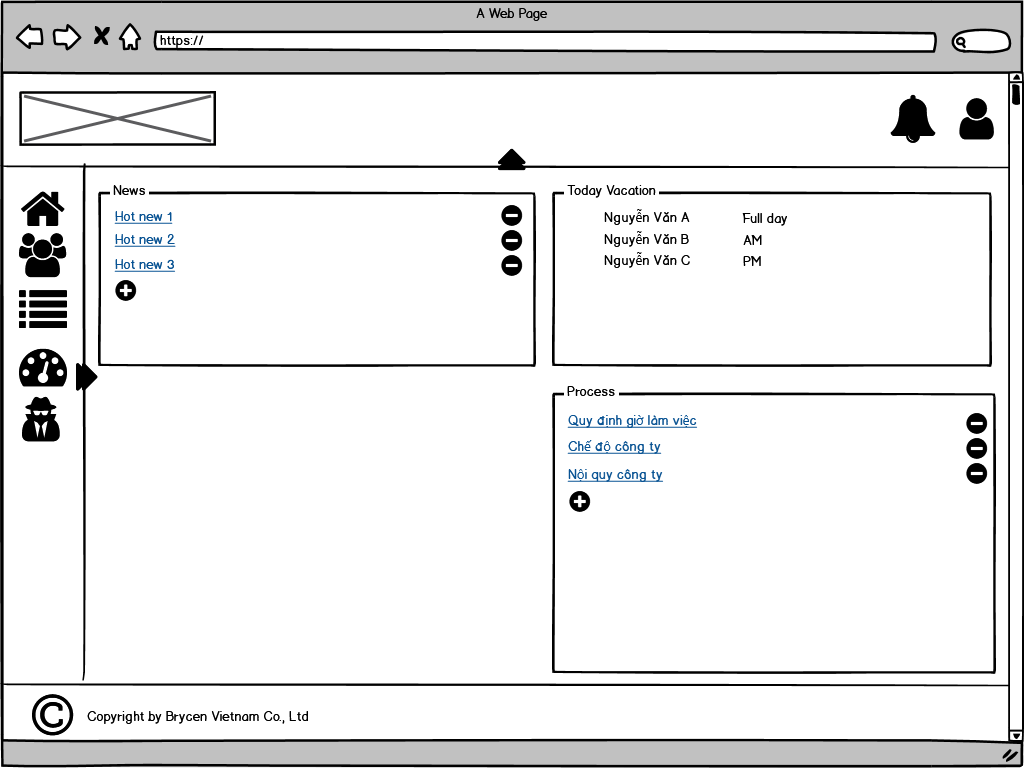 A Web Page
https://
News
Hot new 1
Hot new 2
Hot new 3
Today Vacation
Nguyễn Văn A Full day
Nguyễn Văn B AM
Nguyễn Văn C PM
Process
Quy định giờ làm việc
Chế độ công ty
Nội quy công ty
© Copyright by Brycen Vietnam Co., Ltd